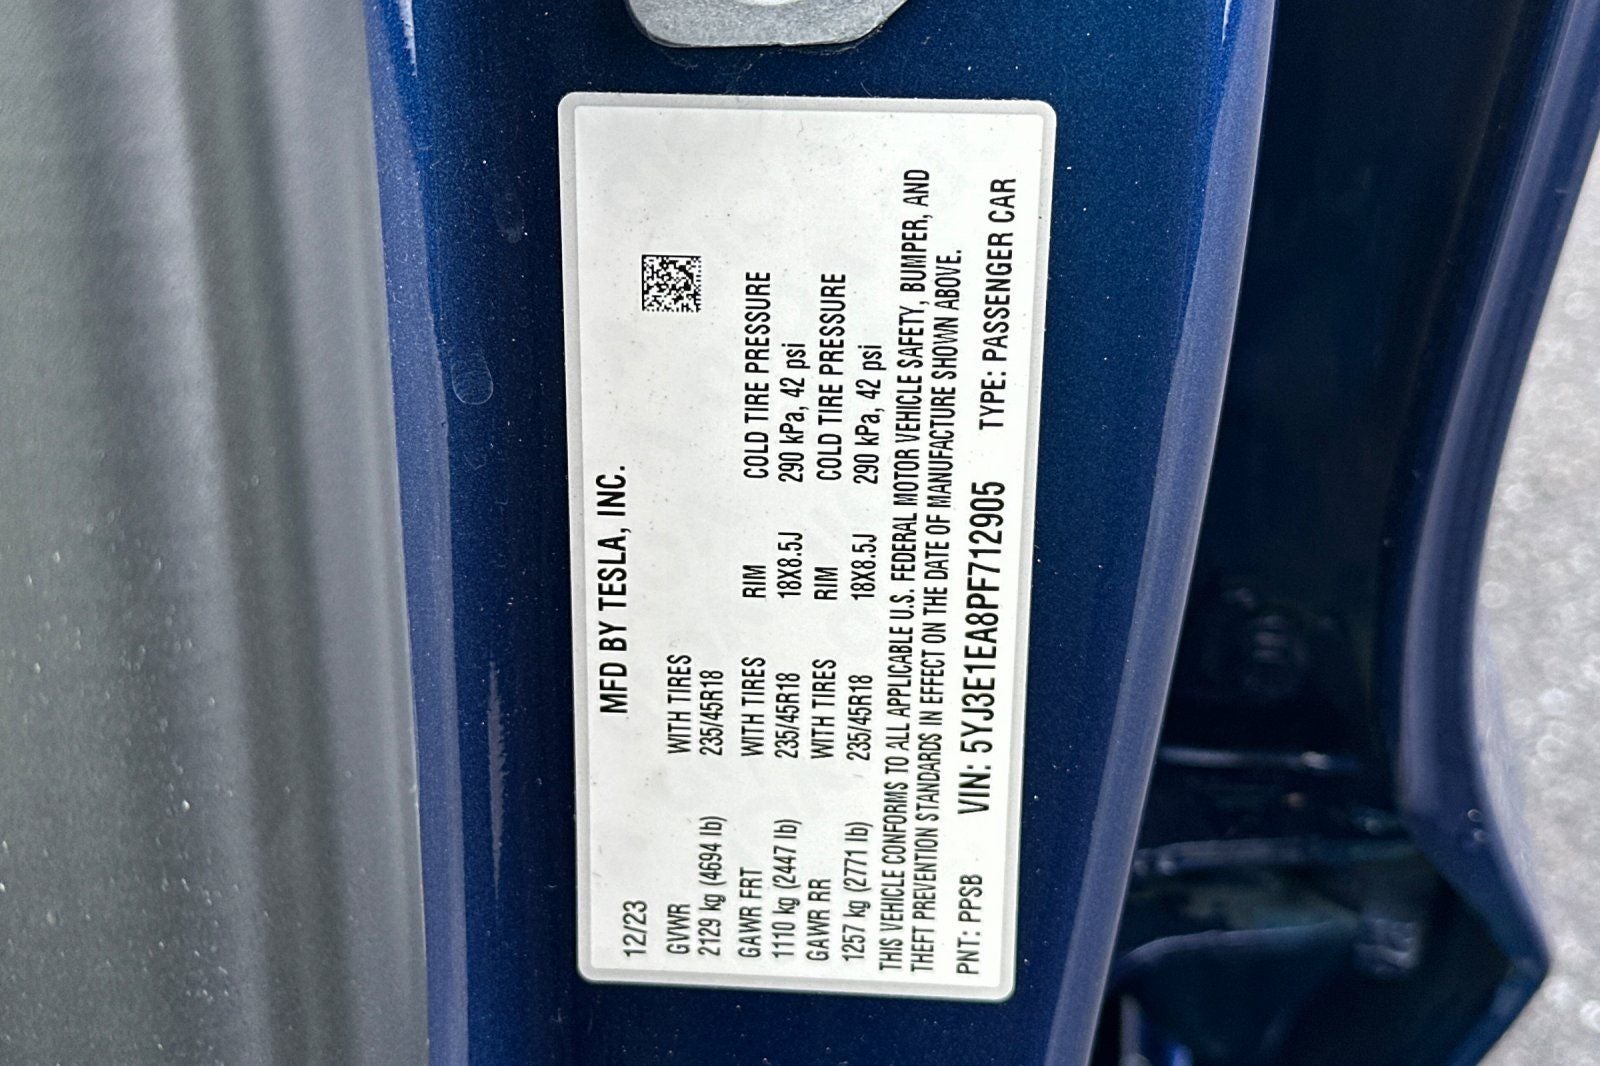 MFD BY TESLA, INC.
12/23
GVWR WITH TIRES
2129 kg (4694 lb) 235/45R18
GAWR FRT WITH TIRES RIM COLD TIRE PRESSURE
1110 kg (2447 lb) 235/45R18 18X8.5J 290 kPa, 42 psi
GAWR RR WITH TIRES RIM COLD TIRE PRESSURE
1257 kg (2771 lb) 235/45R18 18X8.5J 290 kPa, 42 psi
THIS VEHICLE CONFORMS TO ALL APPLICABLE U.S. FEDERAL MOTOR VEHICLE SAFETY, BUMPER, AND
THEFT PREVENTION STANDARDS IN EFFECT ON THE DATE OF MANUFACTURE SHOWN ABOVE.
PNT: PPSB VIN: 5YJ3E1EA8PF712905 TYPE: PASSENGER CAR